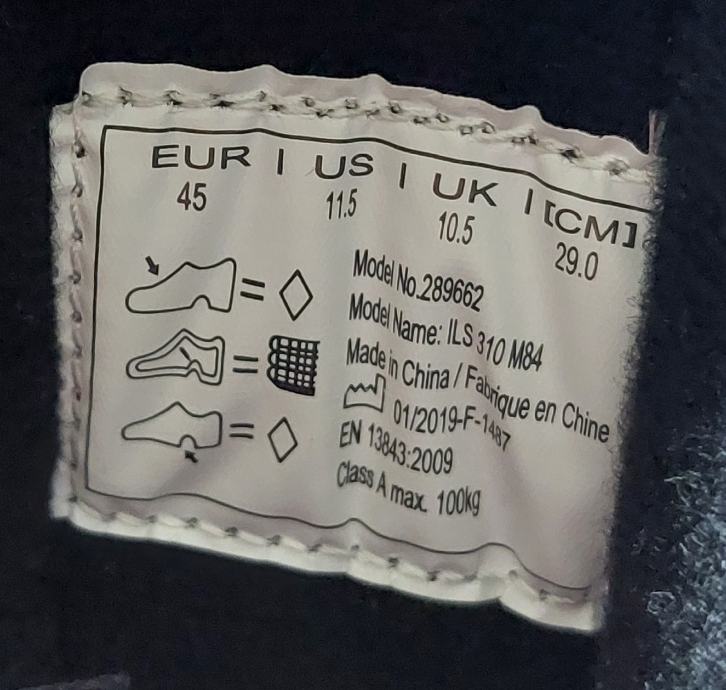 EUR | US | UK | [CM]
45 11.5 10.5 29.0
Model No.289662
Model Name: ILS 310 M84
Made in China / Fabrique en Chine
01/2019-F-1487
EN 13843:2009
Class A max. 100kg